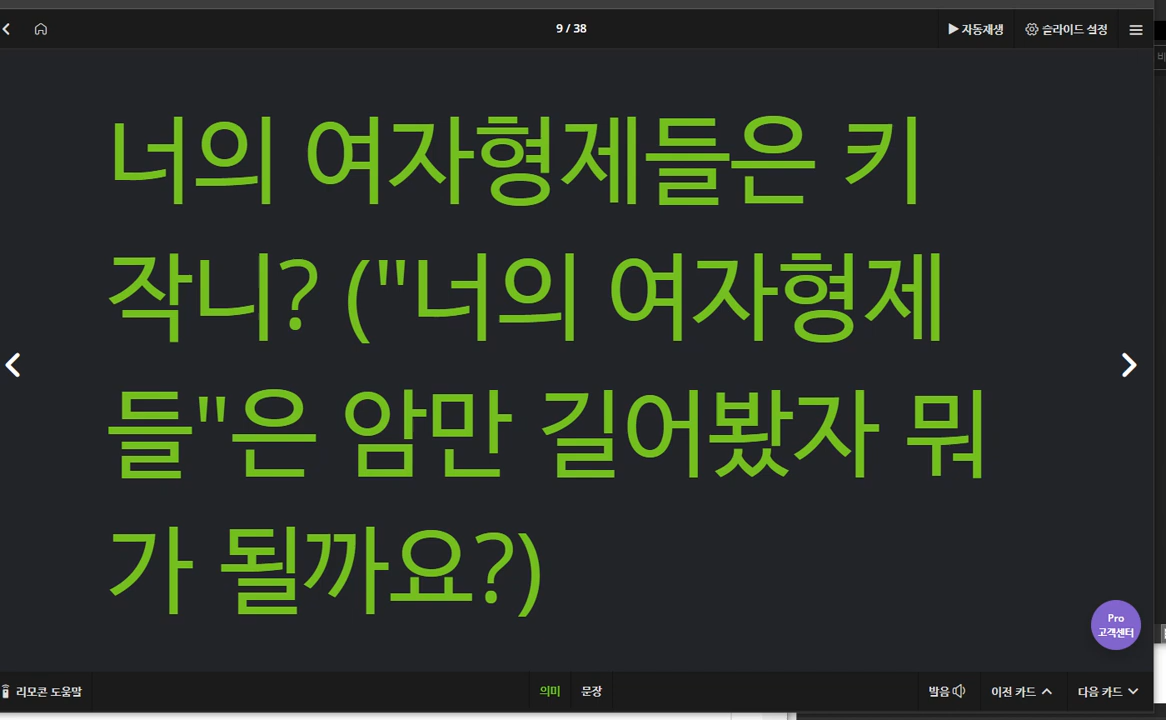 9 / 38
자동재생
슬라이드 설정
너의 여자형제들은 키
작니? ("너의 여자형제
들"은 암만 길어봤자 뭐
가 될까요?)
Pro
고객센터
리모콘 도움말
의미
문장
발음
이전 카드
다음 카드